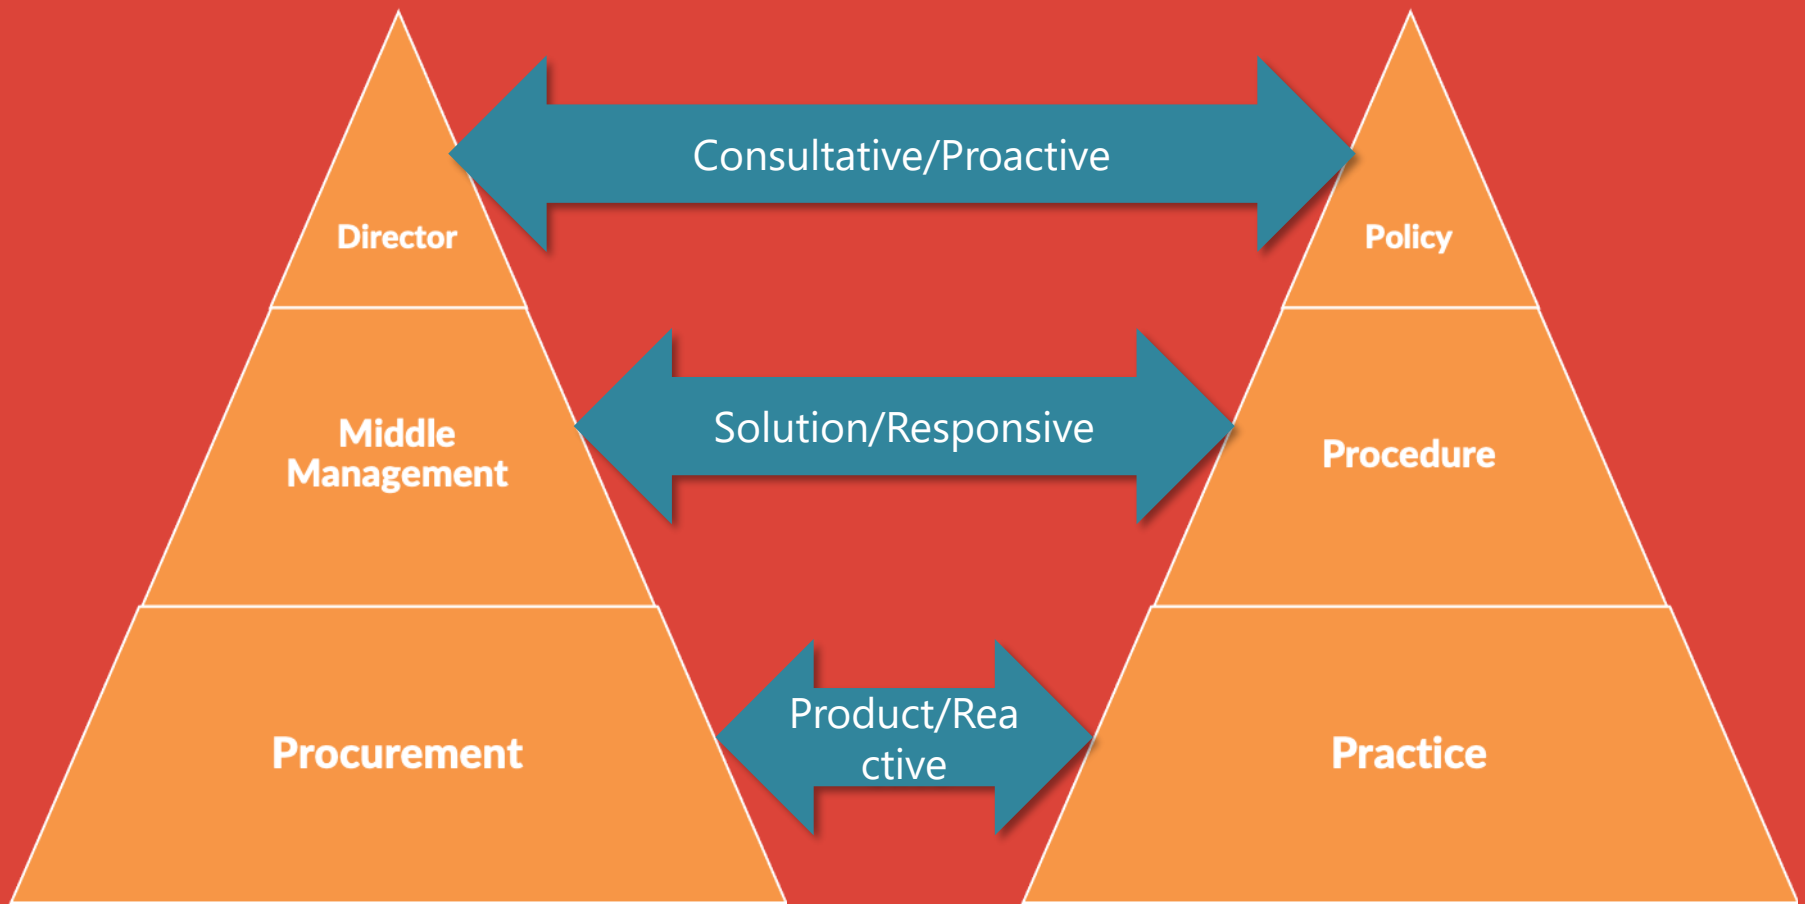 Consultative/Proactive
Director
Policy
Solution/Responsive
Middle
Management
Procedure
Product/Rea
ctive
Procurement
Practice